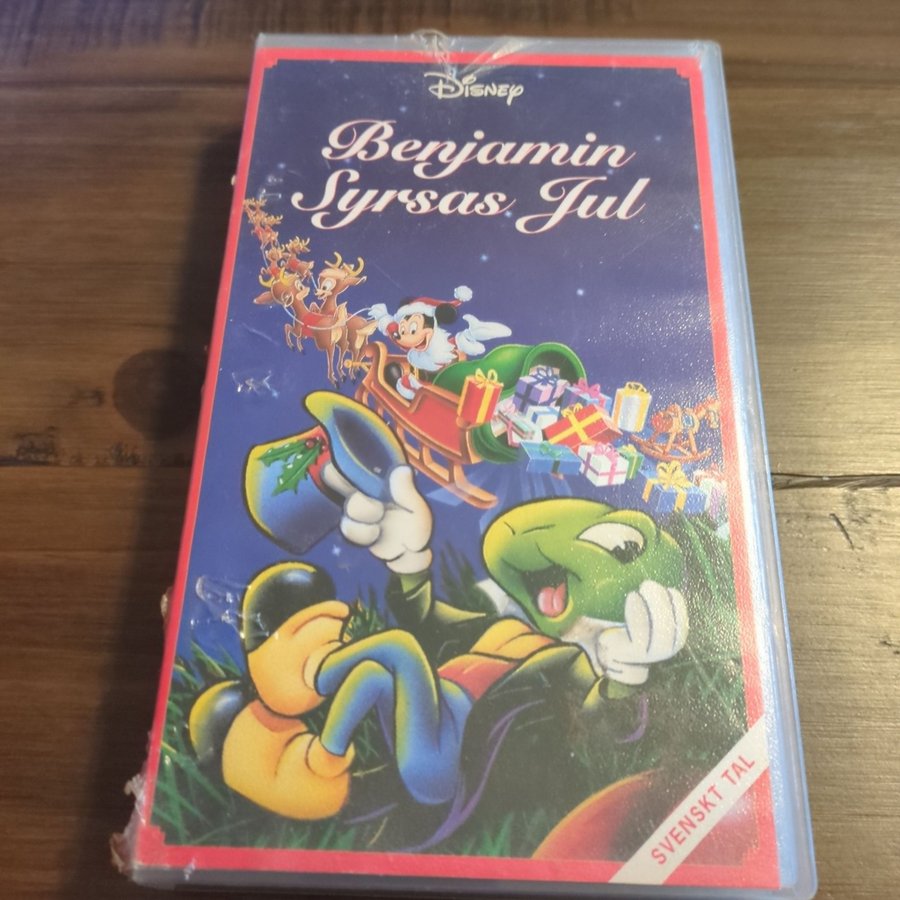 Disney
Benjamin
Syrsas Jul
SVENSKT TAL